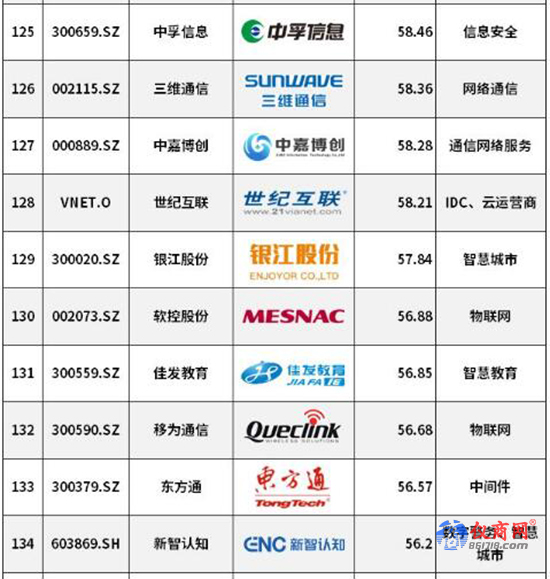 125 300659.SZ 中孚信息 中孚信息 58.46 信息安全
126 002115.SZ 三维通信 SUNWAVE 三维通信 58.36 网络通信
127 000889.SZ 中嘉博创 中嘉博创 58.28 通信网络服务
128 VNET.O 世纪互联 世纪互联 www.21vianet.com 58.21 IDC、云运营商
129 300020.SZ 银江股份 银江股份 ENJOYOR CO.,LTD 57.84 智慧城市
130 002073.SZ 软控股份 MESNAC 56.88 物联网
131 300559.SZ 佳发教育 佳发教育 JIAFA 56.85 智慧教育
132 300590.SZ 移为通信 Queclink WIRELESS SOLUTIONS 56.68 物联网
133 300379.SZ 东方通 东方通 TongTech® 56.57 中间件
134 603869.SH 新智认知 ENC 新智认知 56.2 数字警务、智慧
城市